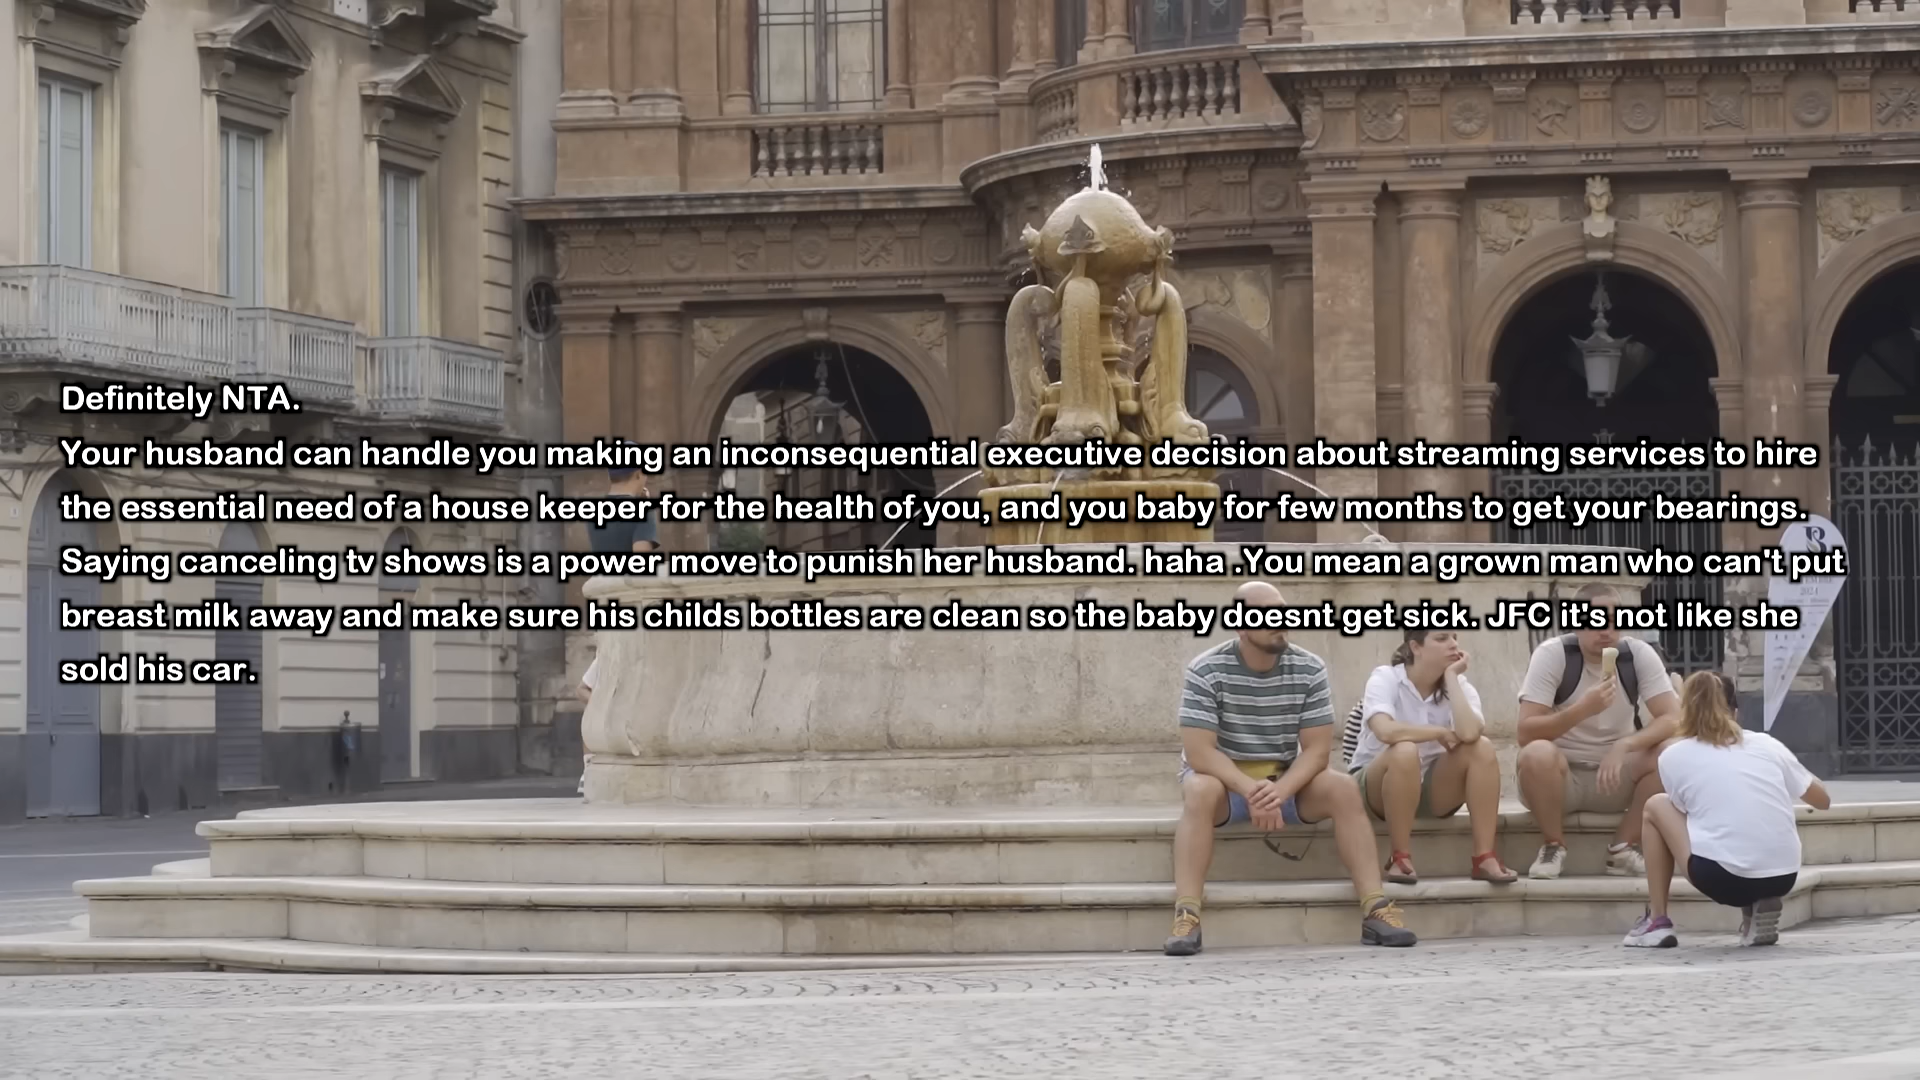 Definitely NTA.
Your husband can handle you making an inconsequential executive decision about streaming services to hire
the essential need of a house keeper for the health of you, and you baby for few months to get your bearings.
Saying canceling tv shows is a power move to punish her husband. haha .You mean a grown man who can't put
breast milk away and make sure his childs bottles are clean so the baby doesnt get sick. JFC it's not like she
sold his car.